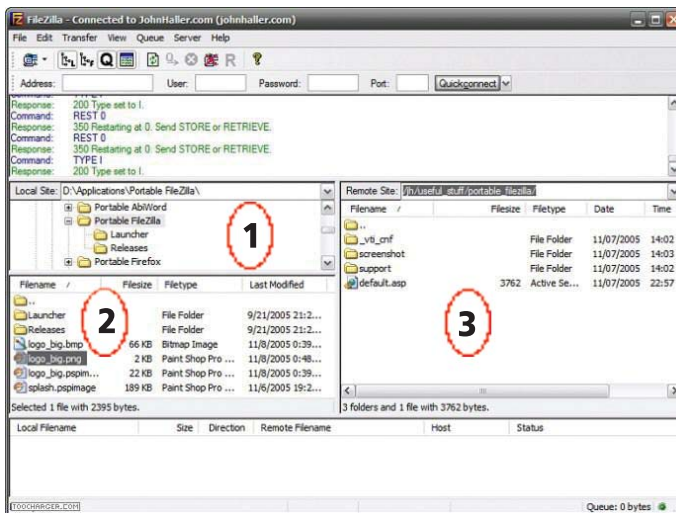 FileZilla - Connected to JohnHaller.com (johnhaller.com)
File Edit Transfer View Queue Server Help
Address: User: Password: Port: Quickconnect
Response: 200 Type set to I.
Command: REST 0
Response: 350 Restarting at 0. Send STORE or RETRIEVE.
Command: REST 0
Response: 350 Restarting at 0. Send STORE or RETRIEVE.
Command: TYPE I
Response: 200 Type set to I.
Local Site: D:\Applications\Portable FileZilla\
Portable AbiWord
Portable FileZilla
Launcher
Releases
Portable Firefox
1
Filename / Filesize Filetype Last Modified
..
Launcher File Folder 9/21/2005 21:2...
Releases File Folder 9/21/2005 21:2...
logo_big.bmp 66 KB Bitmap Image 11/8/2005 0:39...
logo_big.png 2 KB Paint Shop Pro ... 11/8/2005 0:48...
logo_big.pspim... 22 KB Paint Shop Pro ... 11/8/2005 0:39...
splash.pspimage 189 KB Paint Shop Pro ... 11/6/2005 19:2...
2
Selected 1 file with 2395 bytes.
Remote Site: /jh/useful_stuff/portable_filezilla/
Filename / Filesize Filetype Date Time
..
_vti_cnf File Folder 11/07/2005 14:02
screenshot File Folder 11/07/2005 14:03
support File Folder 11/07/2005 14:02
default.asp 3762 Active Se... 11/07/2005 22:57
3
3 folders and 1 file with 3762 bytes.
Local Filename Size Direction Remote Filename Host Status
TOOCHARGER.COM
Queue: 0 bytes